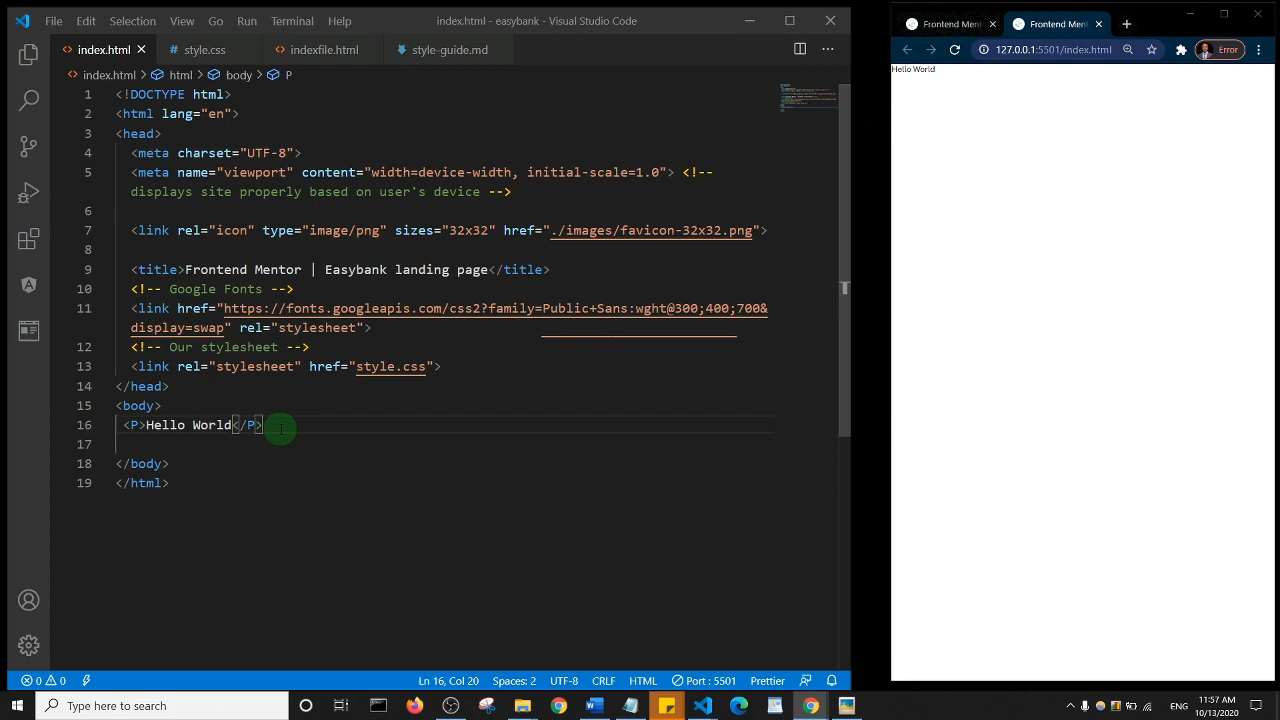 File Edit Selection View Go Run Terminal Help index.html - easybank - Visual Studio Code
index.html style.css indexfile.html style-guide.md
index.html html body P
1 <!DOCTYPE html>
<html lang="en">
<head>
4 <meta charset="UTF-8">
5 <meta name="viewport" content="width=device-width, initial-scale=1.0"> <!--
displays site properly based on user's device -->
6
7 <link rel="icon" type="image/png" sizes="32x32" href="./images/favicon-32x32.png">
8
9 <title>Frontend Mentor | Easybank landing page</title>
10 <!-- Google Fonts -->
11 <link href="https://fonts.googleapis.com/css2?family=Public+Sans:wght@300;400;700&
display=swap" rel="stylesheet">
12 <!-- Our stylesheet -->
13 <link rel="stylesheet" href="style.css">
14 </head>
15 <body>
16 <P>Hello World</P>
17
18 </body>
19 </html>
0 0 Ln 16, Col 20 Spaces: 2 UTF-8 CRLF HTML Port : 5501 Prettier
Frontend Men Frontend Men
127.0.0.1:5501/index.html Error
Hello World
Type here to search ENG 11:57 AM
10/13/2020